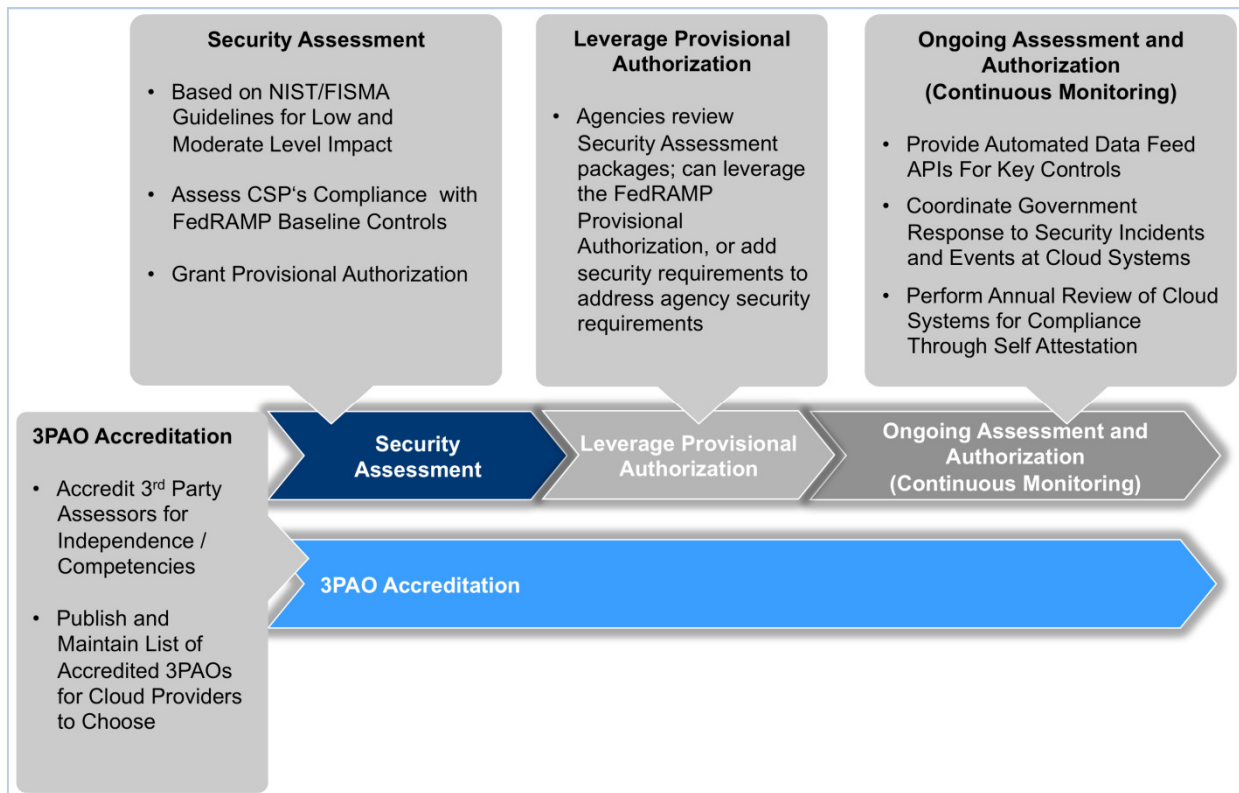 Security Assessment
• Based on NIST/FISMA
Guidelines for Low and
Moderate Level Impact
• Assess CSP‘s Compliance with
FedRAMP Baseline Controls
• Grant Provisional Authorization
Leverage Provisional
Authorization
• Agencies review
Security Assessment
packages; can leverage
the FedRAMP
Provisional
Authorization, or add
security requirements to
address agency security
requirements
Ongoing Assessment and
Authorization
(Continuous Monitoring)
• Provide Automated Data Feed
APIs For Key Controls
• Coordinate Government
Response to Security Incidents
and Events at Cloud Systems
• Perform Annual Review of Cloud
Systems for Compliance
Through Self Attestation
3PAO Accreditation
• Accredit 3rd Party
Assessors for
Independence /
Competencies
• Publish and
Maintain List of
Accredited 3PAOs
for Cloud Providers
to Choose
Security
Assessment
Leverage Provisional
Authorization
Ongoing Assessment and
Authorization
(Continuous Monitoring)
3PAO Accreditation